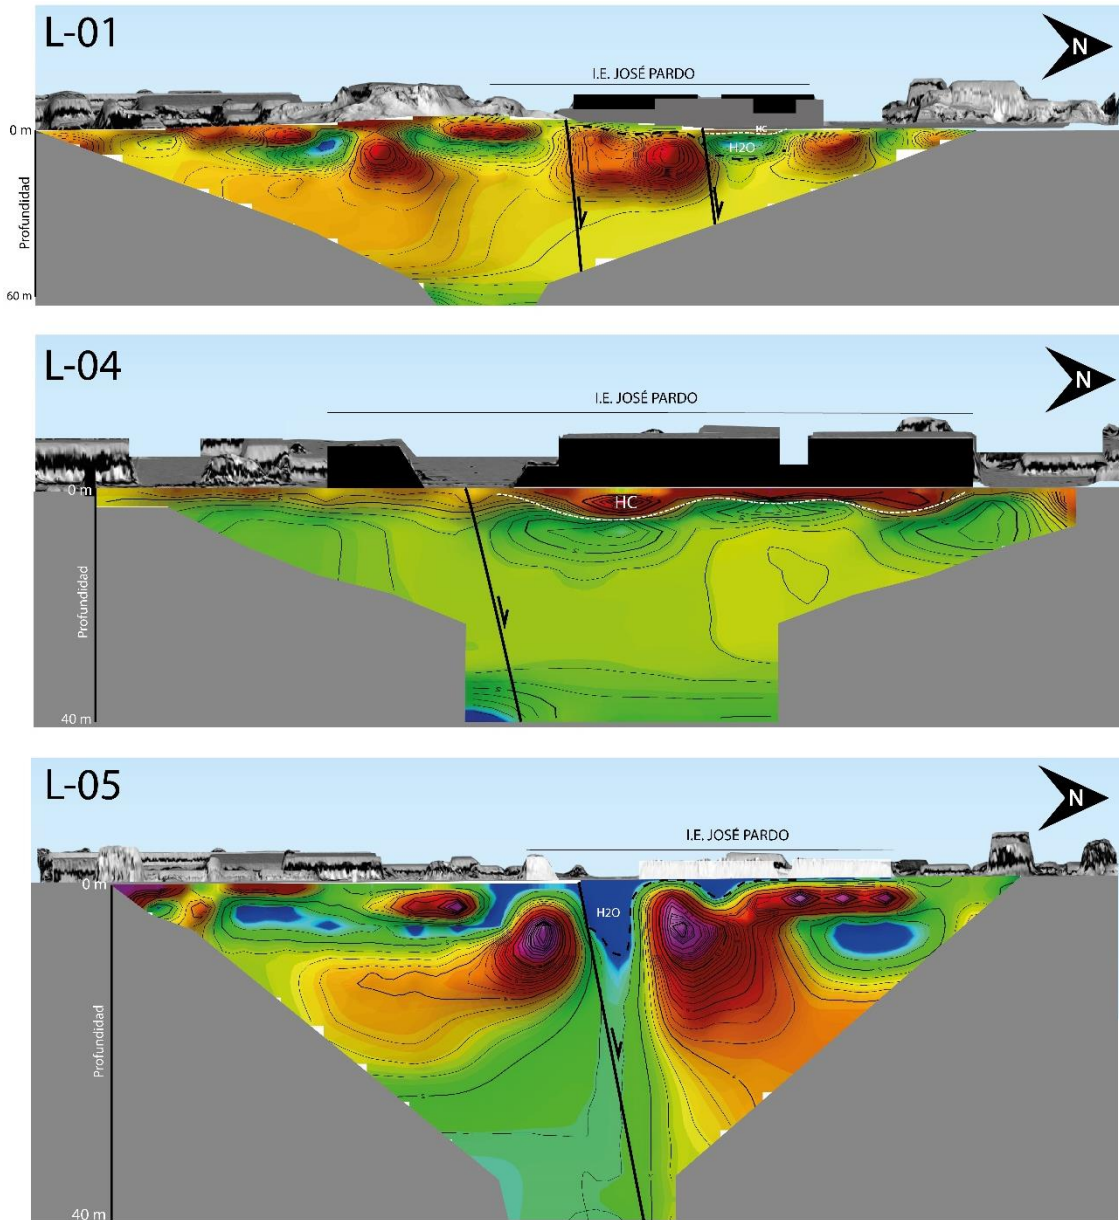 L-01
N
I.E. JOSÉ PARDO
0 m
HC
H2O
Profundidad
60 m
L-04
N
I.E. JOSÉ PARDO
0 m
HC
Profundidad
40 m
L-05
N
I.E. JOSÉ PARDO
0 m
H2O
Profundidad
40 m